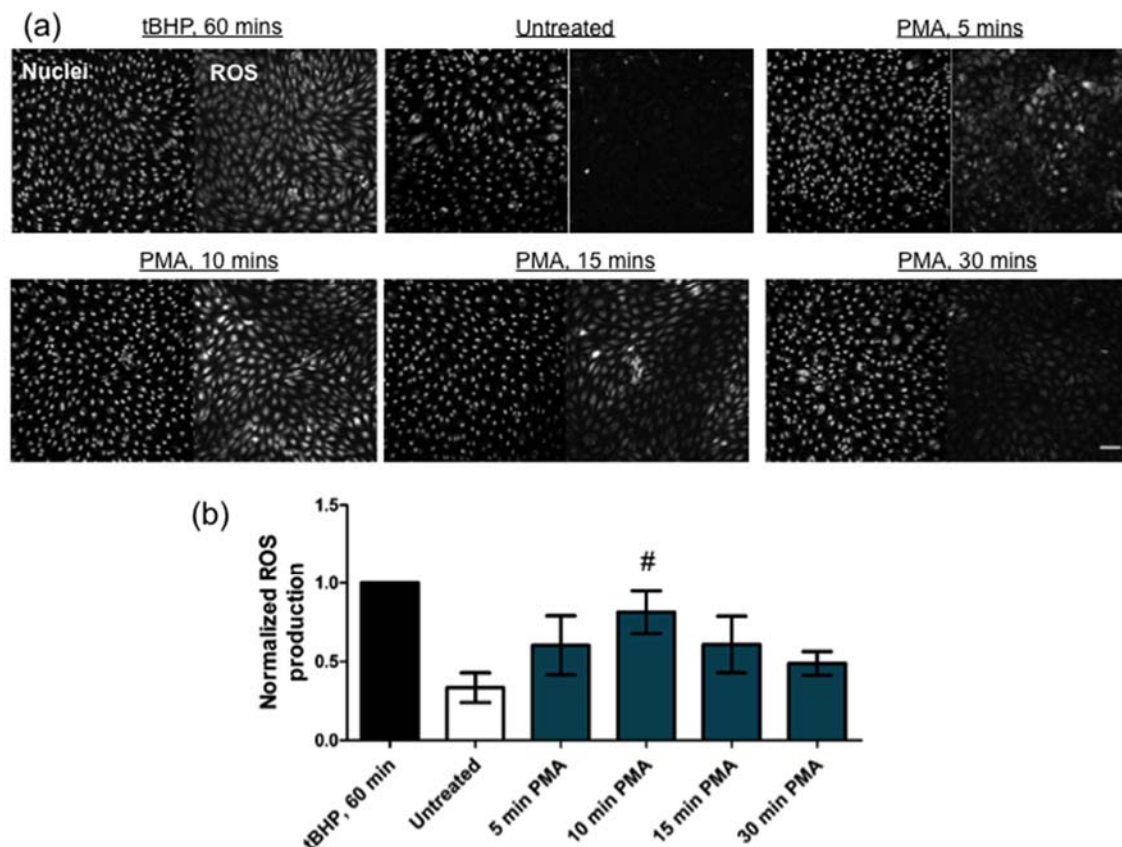 (a)
tBHP, 60 mins
Untreated
PMA, 5 mins
Nuclei
ROS
PMA, 10 mins
PMA, 15 mins
PMA, 30 mins
(b)
Normalized ROS
production
1.5
1.0
0.5
0.0
#
tBHP, 60 min
Untreated
5 min PMA
10 min PMA
15 min PMA
30 min PMA